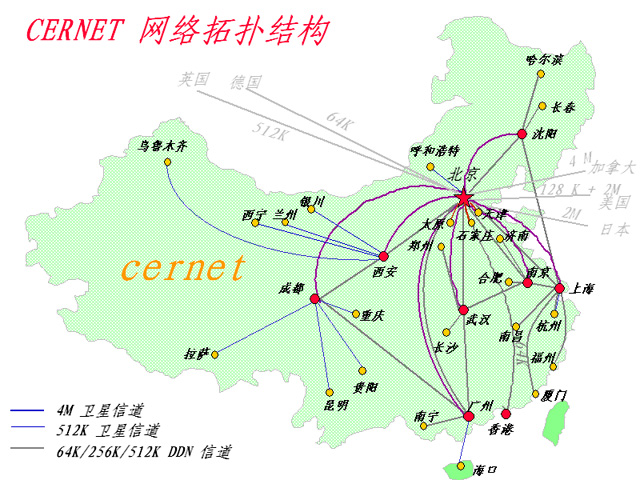 CERNET 网络拓扑结构
哈尔滨
英国 德国
长春
64K
512K
沈阳
乌鲁木齐
呼和浩特
4 M
北京
加拿大
128 K + 2M
美国
银川
西宁 兰州
天津
2M
太原
石家庄 济南
日本
郑州
cernet
西安
合肥
南京
成都
上海
重庆
武汉
杭州
南昌
长沙
拉萨
福州
贵阳
厦门
昆明
4M 卫星信道
广州
南宁
512K 卫星信道
香港
64K/256K/512K DDN 信道
海口